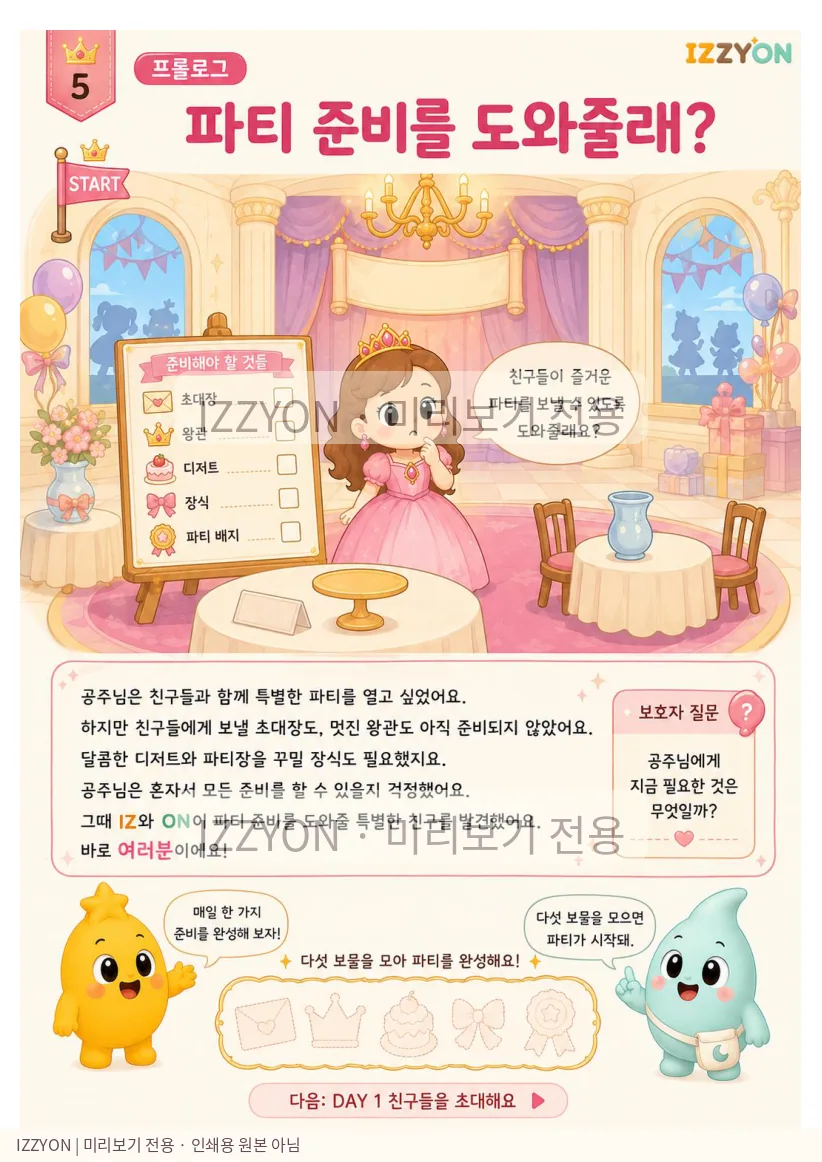 5
프롤로그
IZZYON
파티 준비를 도와줄래?
START
준비해야 할 것들
초대장
왕관
디저트
장식
파티 배지
친구들이 즐거운
파티를 보낼 수 있도록
도와줄래요?
IZZYON · 미리보기 전용
공주님은 친구들과 함께 특별한 파티를 열고 싶었어요.
하지만 친구들에게 보낼 초대장도, 멋진 왕관도 아직 준비되지 않았어요.
달콤한 디저트와 파티장을 꾸밀 장식도 필요했지요.
공주님은 혼자서 모든 준비를 할 수 있을지 걱정했어요.
그때 IZ와 ON이 파티 준비를 도와줄 특별한 친구를 발견했어요.
바로 여러분이에요!
보호자 질문
?
공주님에게
지금 필요한 것은
무엇일까?
IZZYON · 미리보기 전용
매일 한 가지
준비를 완성해 보자!
다섯 보물을 모으면
파티가 시작돼.
다섯 보물을 모아 파티를 완성해요!
다음: DAY 1 친구들을 초대해요
IZZYON | 미리보기 전용 · 인쇄용 원본 아님